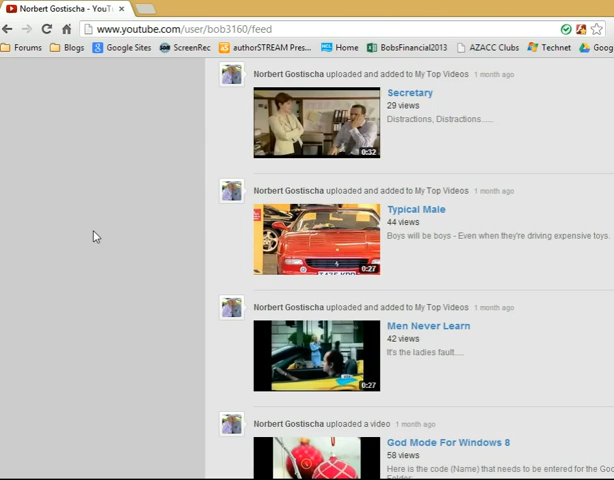 Norbert Gostischa - YouT
www.youtube.com/user/bob3160/feed
Forums Blogs Google Sites ScreenRec authorSTREAM Pres... Home BobsFinancial2013 AZACC Clubs Technet Goog
Norbert Gostischa uploaded and added to My Top Videos 1 month ago
Secretary
29 views
Distractions, Distractions.....
0:32
Norbert Gostischa uploaded and added to My Top Videos 1 month ago
Typical Male
44 views
Boys will be boys - Even when they're driving expensive toys.
0:27
Norbert Gostischa uploaded and added to My Top Videos 1 month ago
Men Never Learn
42 views
It's the ladies fault....
0:27
Norbert Gostischa uploaded a video 1 month ago
God Mode For Windows 8
58 views
Here is the code (Name) that needs to be entered for the God
Folder